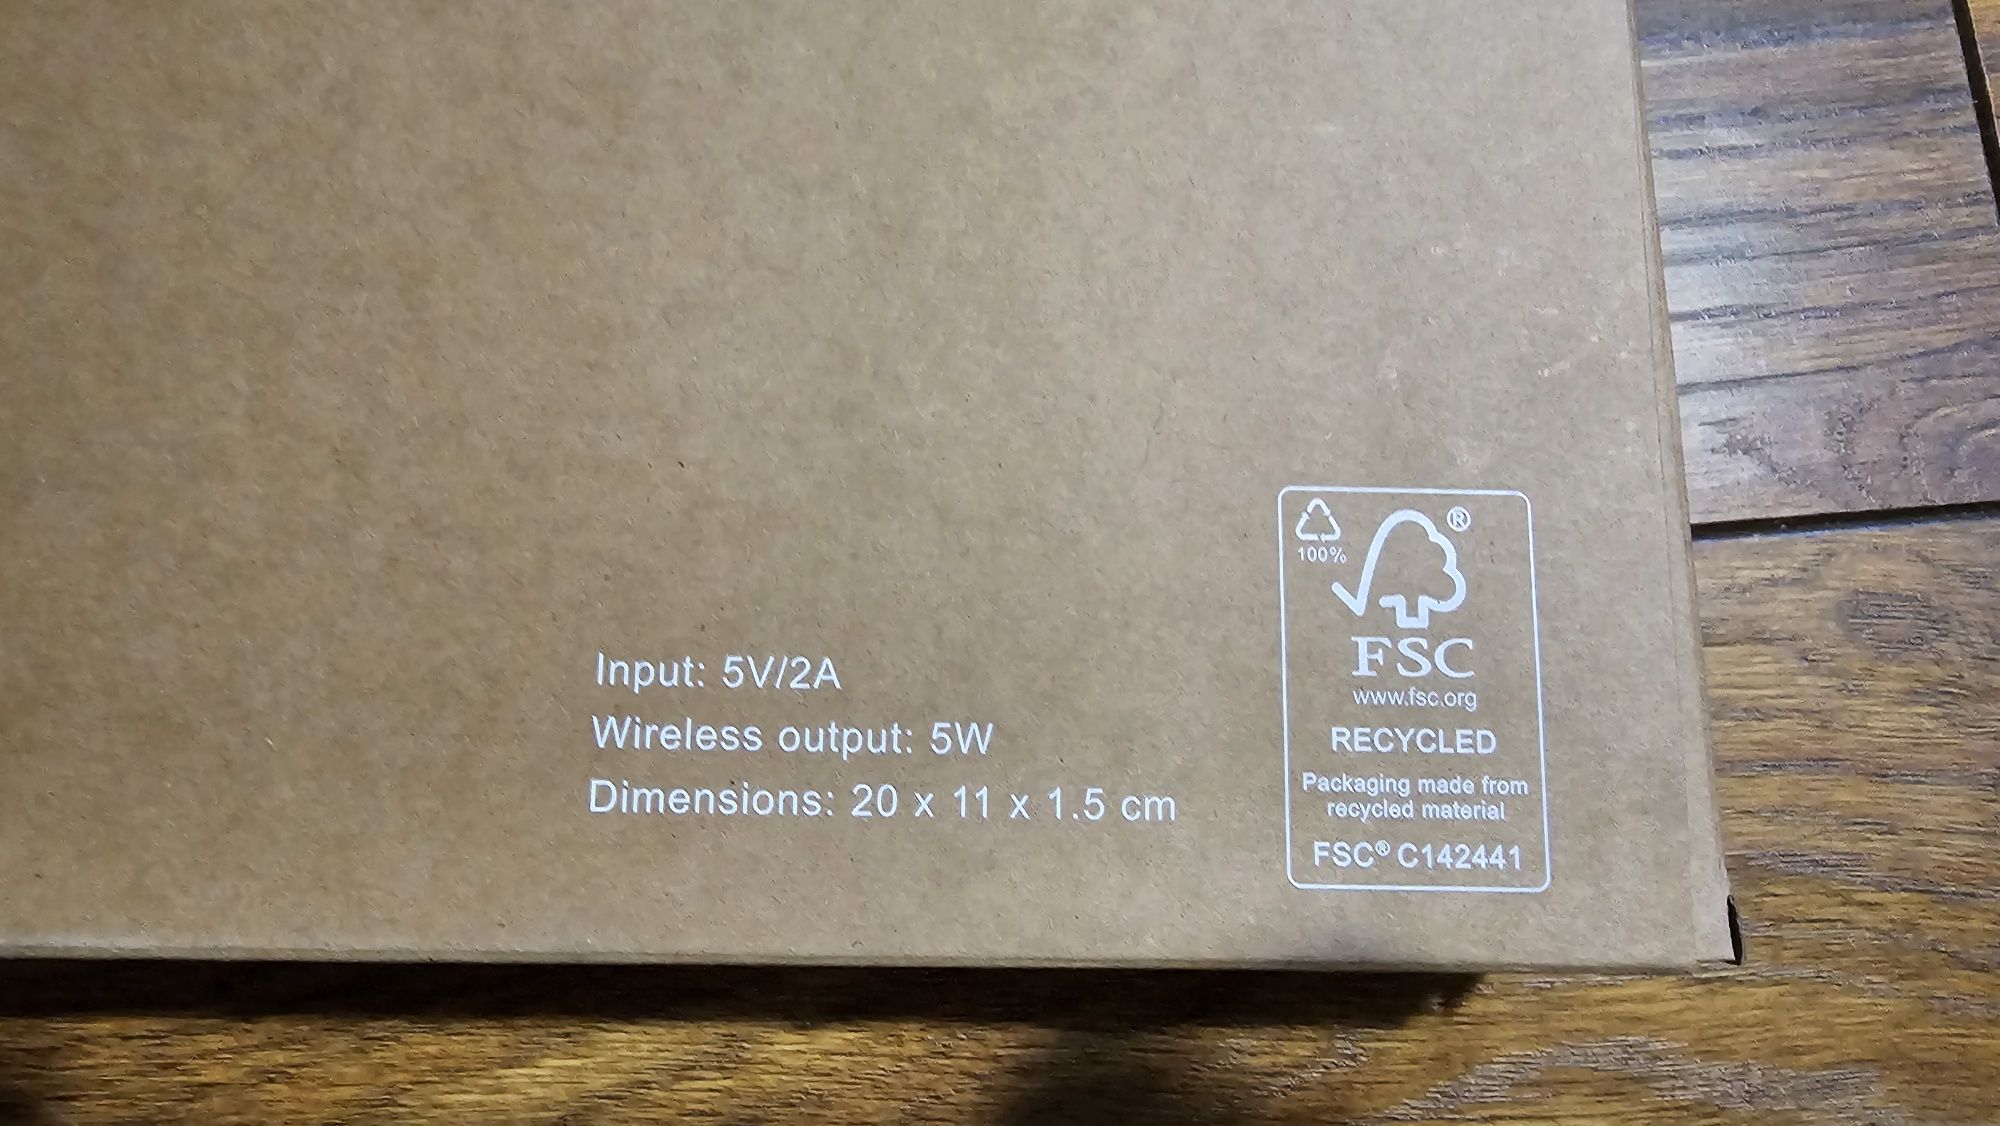 Input: 5V/2A
Wireless output: 5W
Dimensions: 20 x 11 x 1.5 cm
100%
®
FSC
www.fsc.org
RECYCLED
Packaging made from
recycled material
FSC® C142441